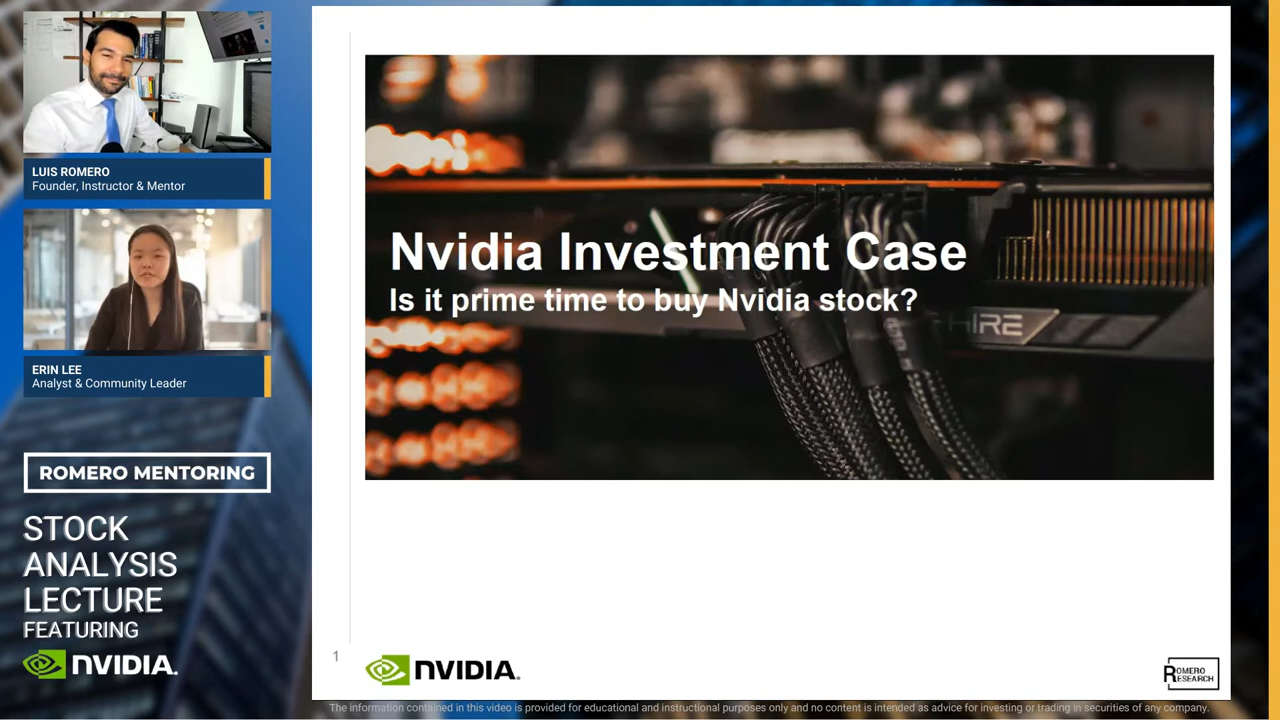 LUIS ROMERO
Founder, Instructor & Mentor
ERIN LEE
Analyst & Community Leader
ROMERO MENTORING
STOCK
ANALYSIS
LECTURE
FEATURING
NVIDIA.
Nvidia Investment Case
Is it prime time to buy Nvidia stock?
HIRE
1
NVIDIA.
ROMERO
RESEARCH
The information contained in this video is provided for educational and instructional purposes only and no content is intended as advice for investing or trading in securities of any company.